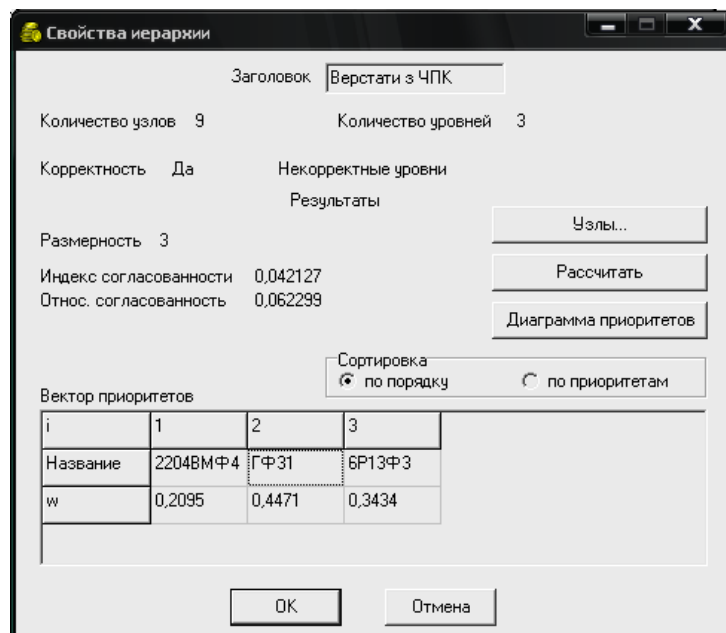 Свойства иерархии
Заголовок Верстати з ЧПК
Количество узлов 9 Количество уровней 3
Корректность Да Некорректные уровни
Результаты
Узлы...
Размерность 3
Рассчитать
Индекс согласованности 0,042127
Относ. согласованность 0,062299
Диаграмма приоритетов
Сортировка
по порядку по приоритетам
Вектор приоритетов
i 1 2 3
Название 2204ВМФ4 ГФ31 6Р13Ф3
w 0,2095 0,4471 0,3434
OK Отмена